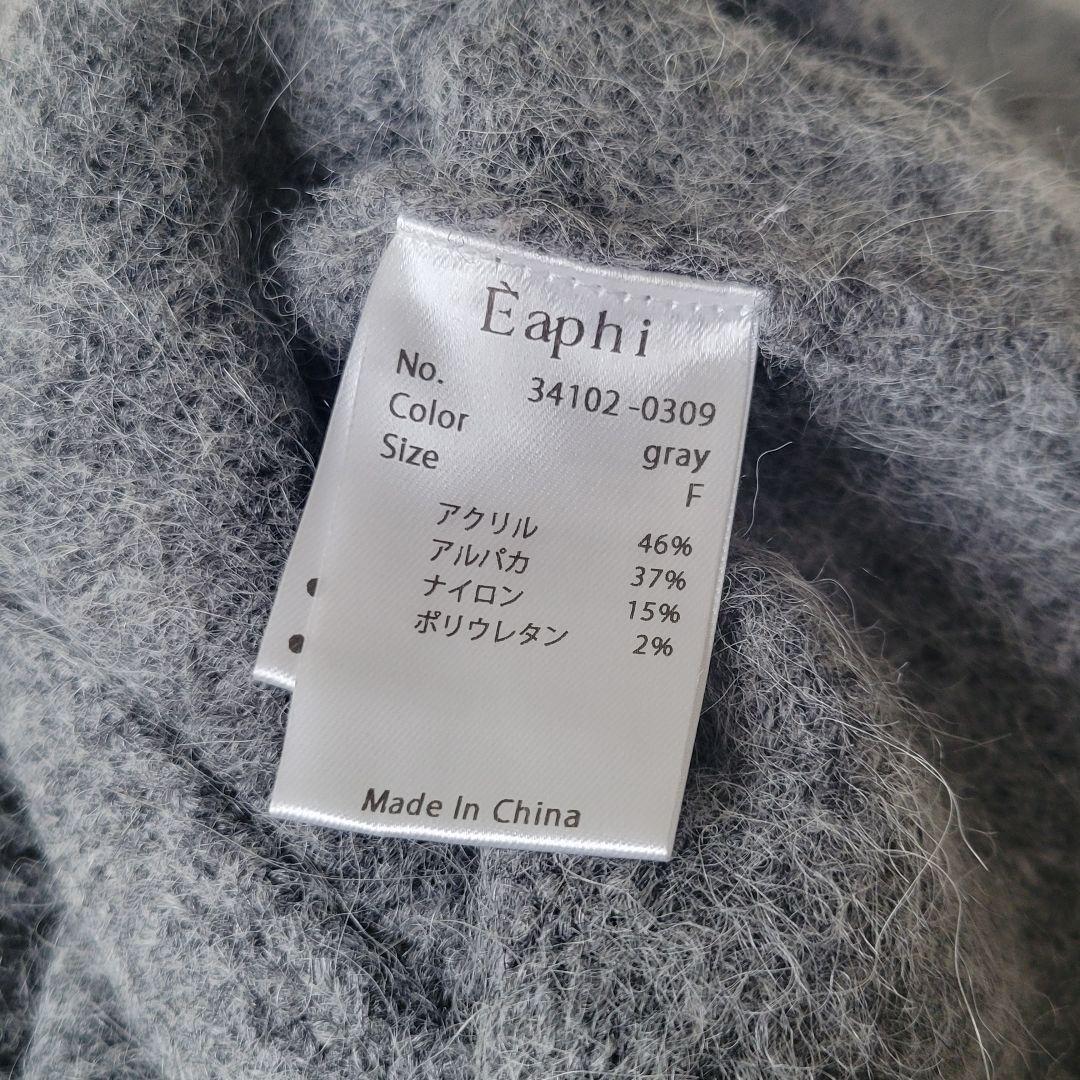 Èaphi
No. 34102-0309
Color gray
Size F
アクリル 46%
アルパカ 37%
ナイロン 15%
ポリウレタン 2%
Made In China